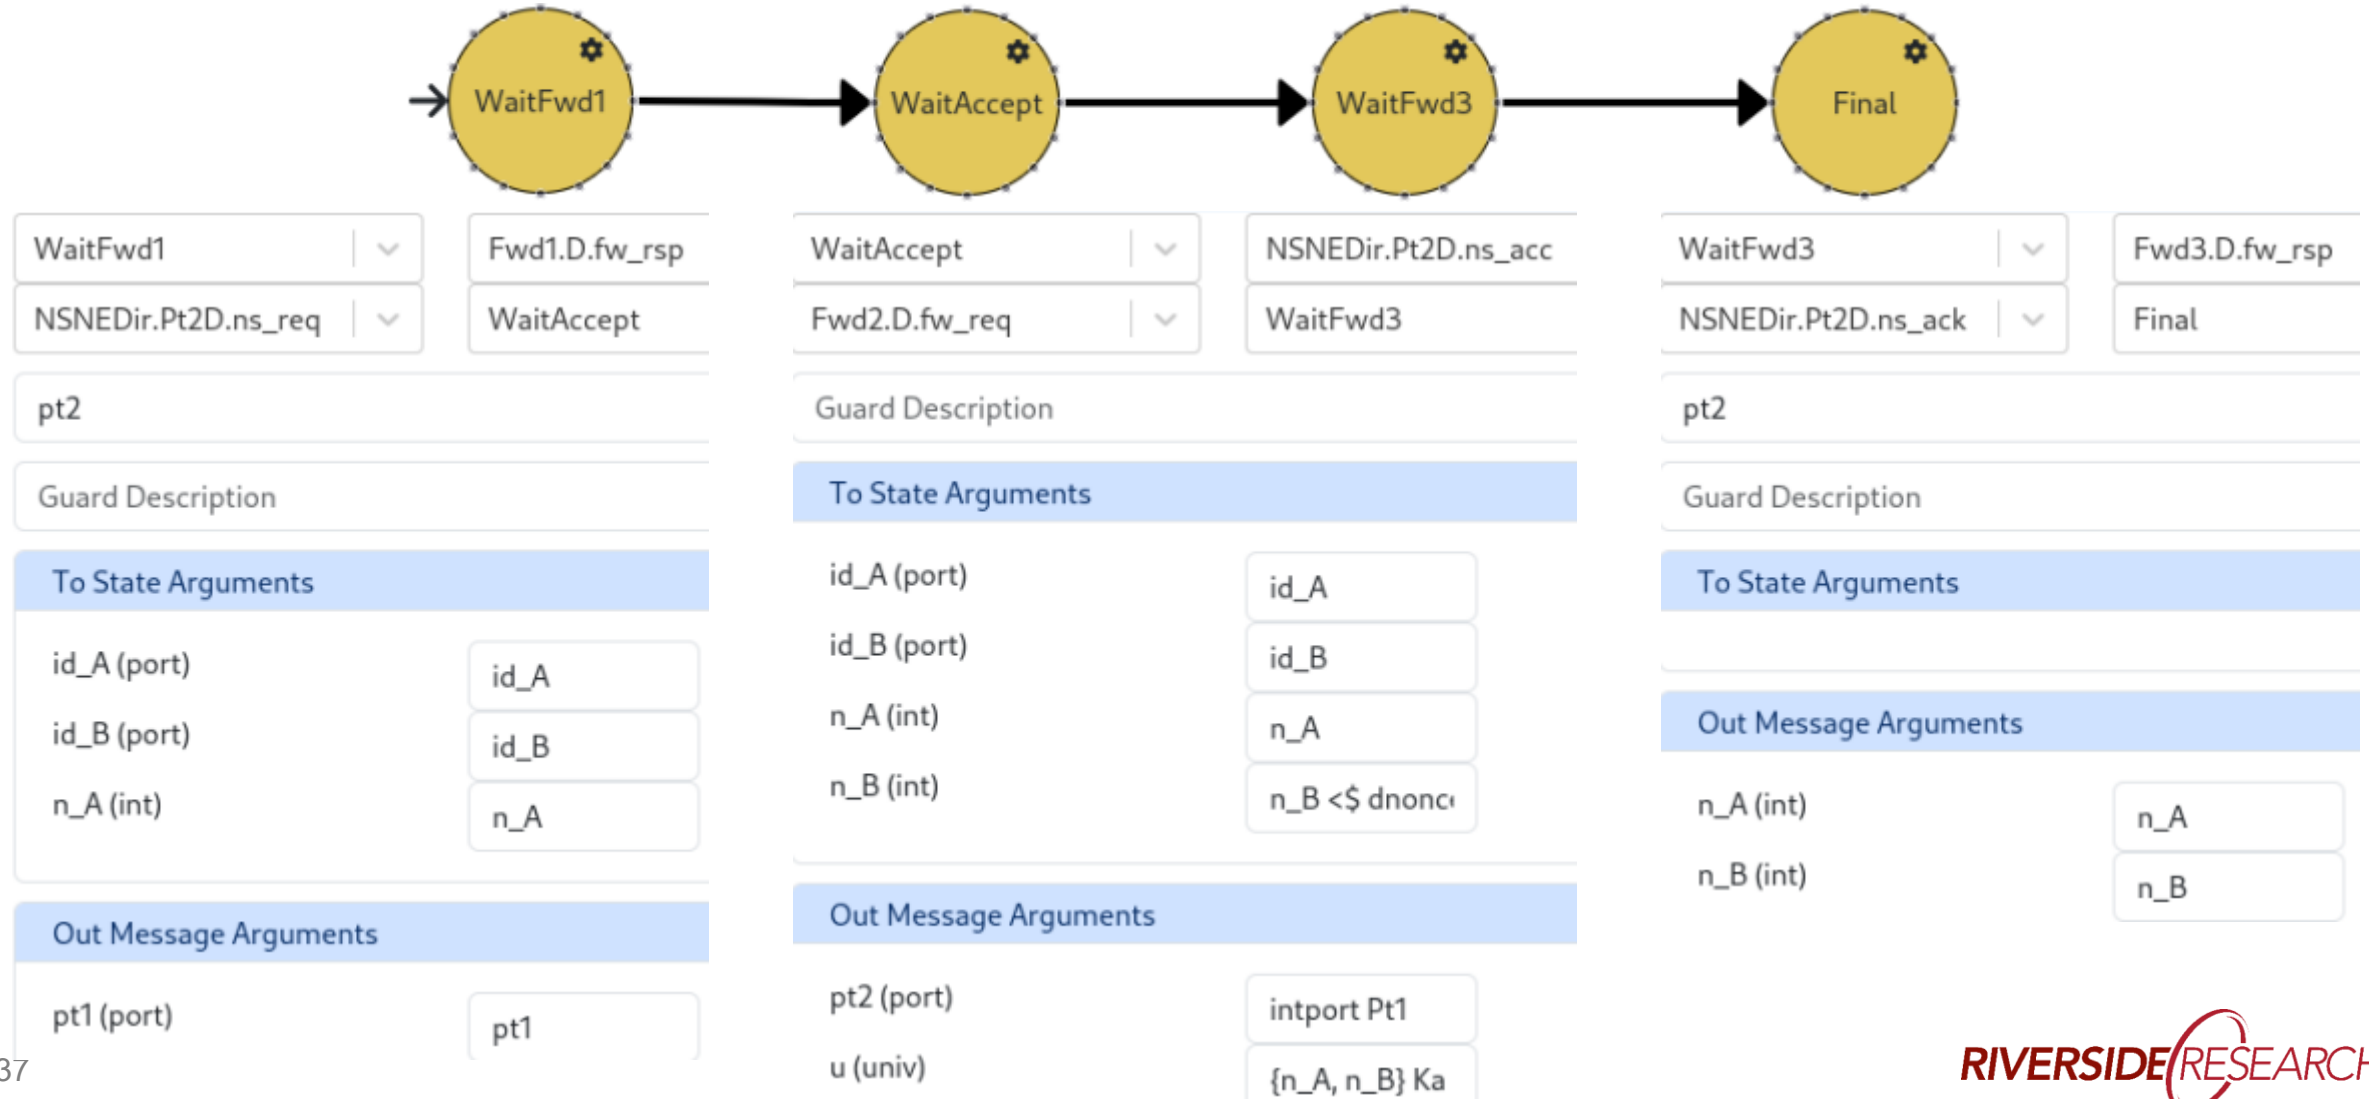 WaitFwd1
WaitAccept
WaitFwd3
Final
WaitFwd1
Fwd1.D.fw_rsp
NSNEDir.Pt2D.ns_req
WaitAccept
pt2
Guard Description
To State Arguments
id_A (port)
id_A
id_B (port)
id_B
n_A (int)
n_A
Out Message Arguments
pt1 (port)
pt1
WaitAccept
NSNEDir.Pt2D.ns_acc
Fwd2.D.fw_req
WaitFwd3
Guard Description
To State Arguments
id_A (port)
id_A
id_B (port)
id_B
n_A (int)
n_A
n_B (int)
n_B <$ dnonc
Out Message Arguments
pt2 (port)
intport Pt1
u (univ)
{n_A, n_B} Ka
WaitFwd3
Fwd3.D.fw_rsp
NSNEDir.Pt2D.ns_ack
Final
pt2
Guard Description
To State Arguments
Out Message Arguments
n_A (int)
n_A
n_B (int)
n_B
37
RIVERSIDE RESEARCH